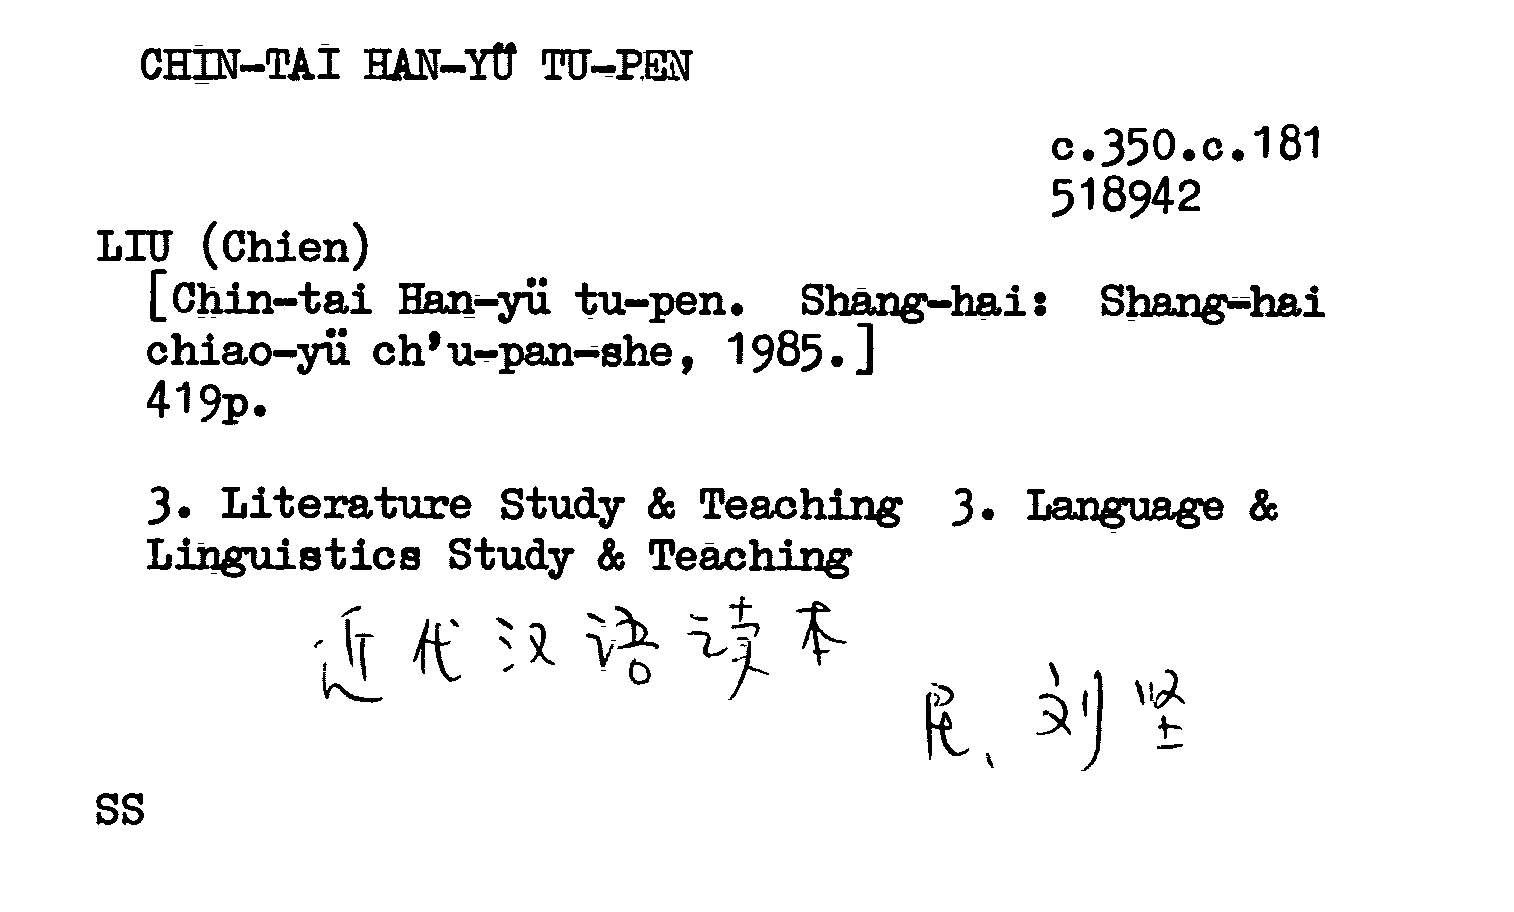 CHIN-TAI HAN-YÜ TU-PEN
c.350.c.181
518942
LIU (Chien)
[Chin-tai Han-yü tu-pen. Shang-hai: Shang-hai
chiao-yü ch'u-pan-she, 1985.]
419p.
3. Literature Study & Teaching 3. Language &
Linguistics Study & Teaching
近代汉语读本
民、刘坚
SS